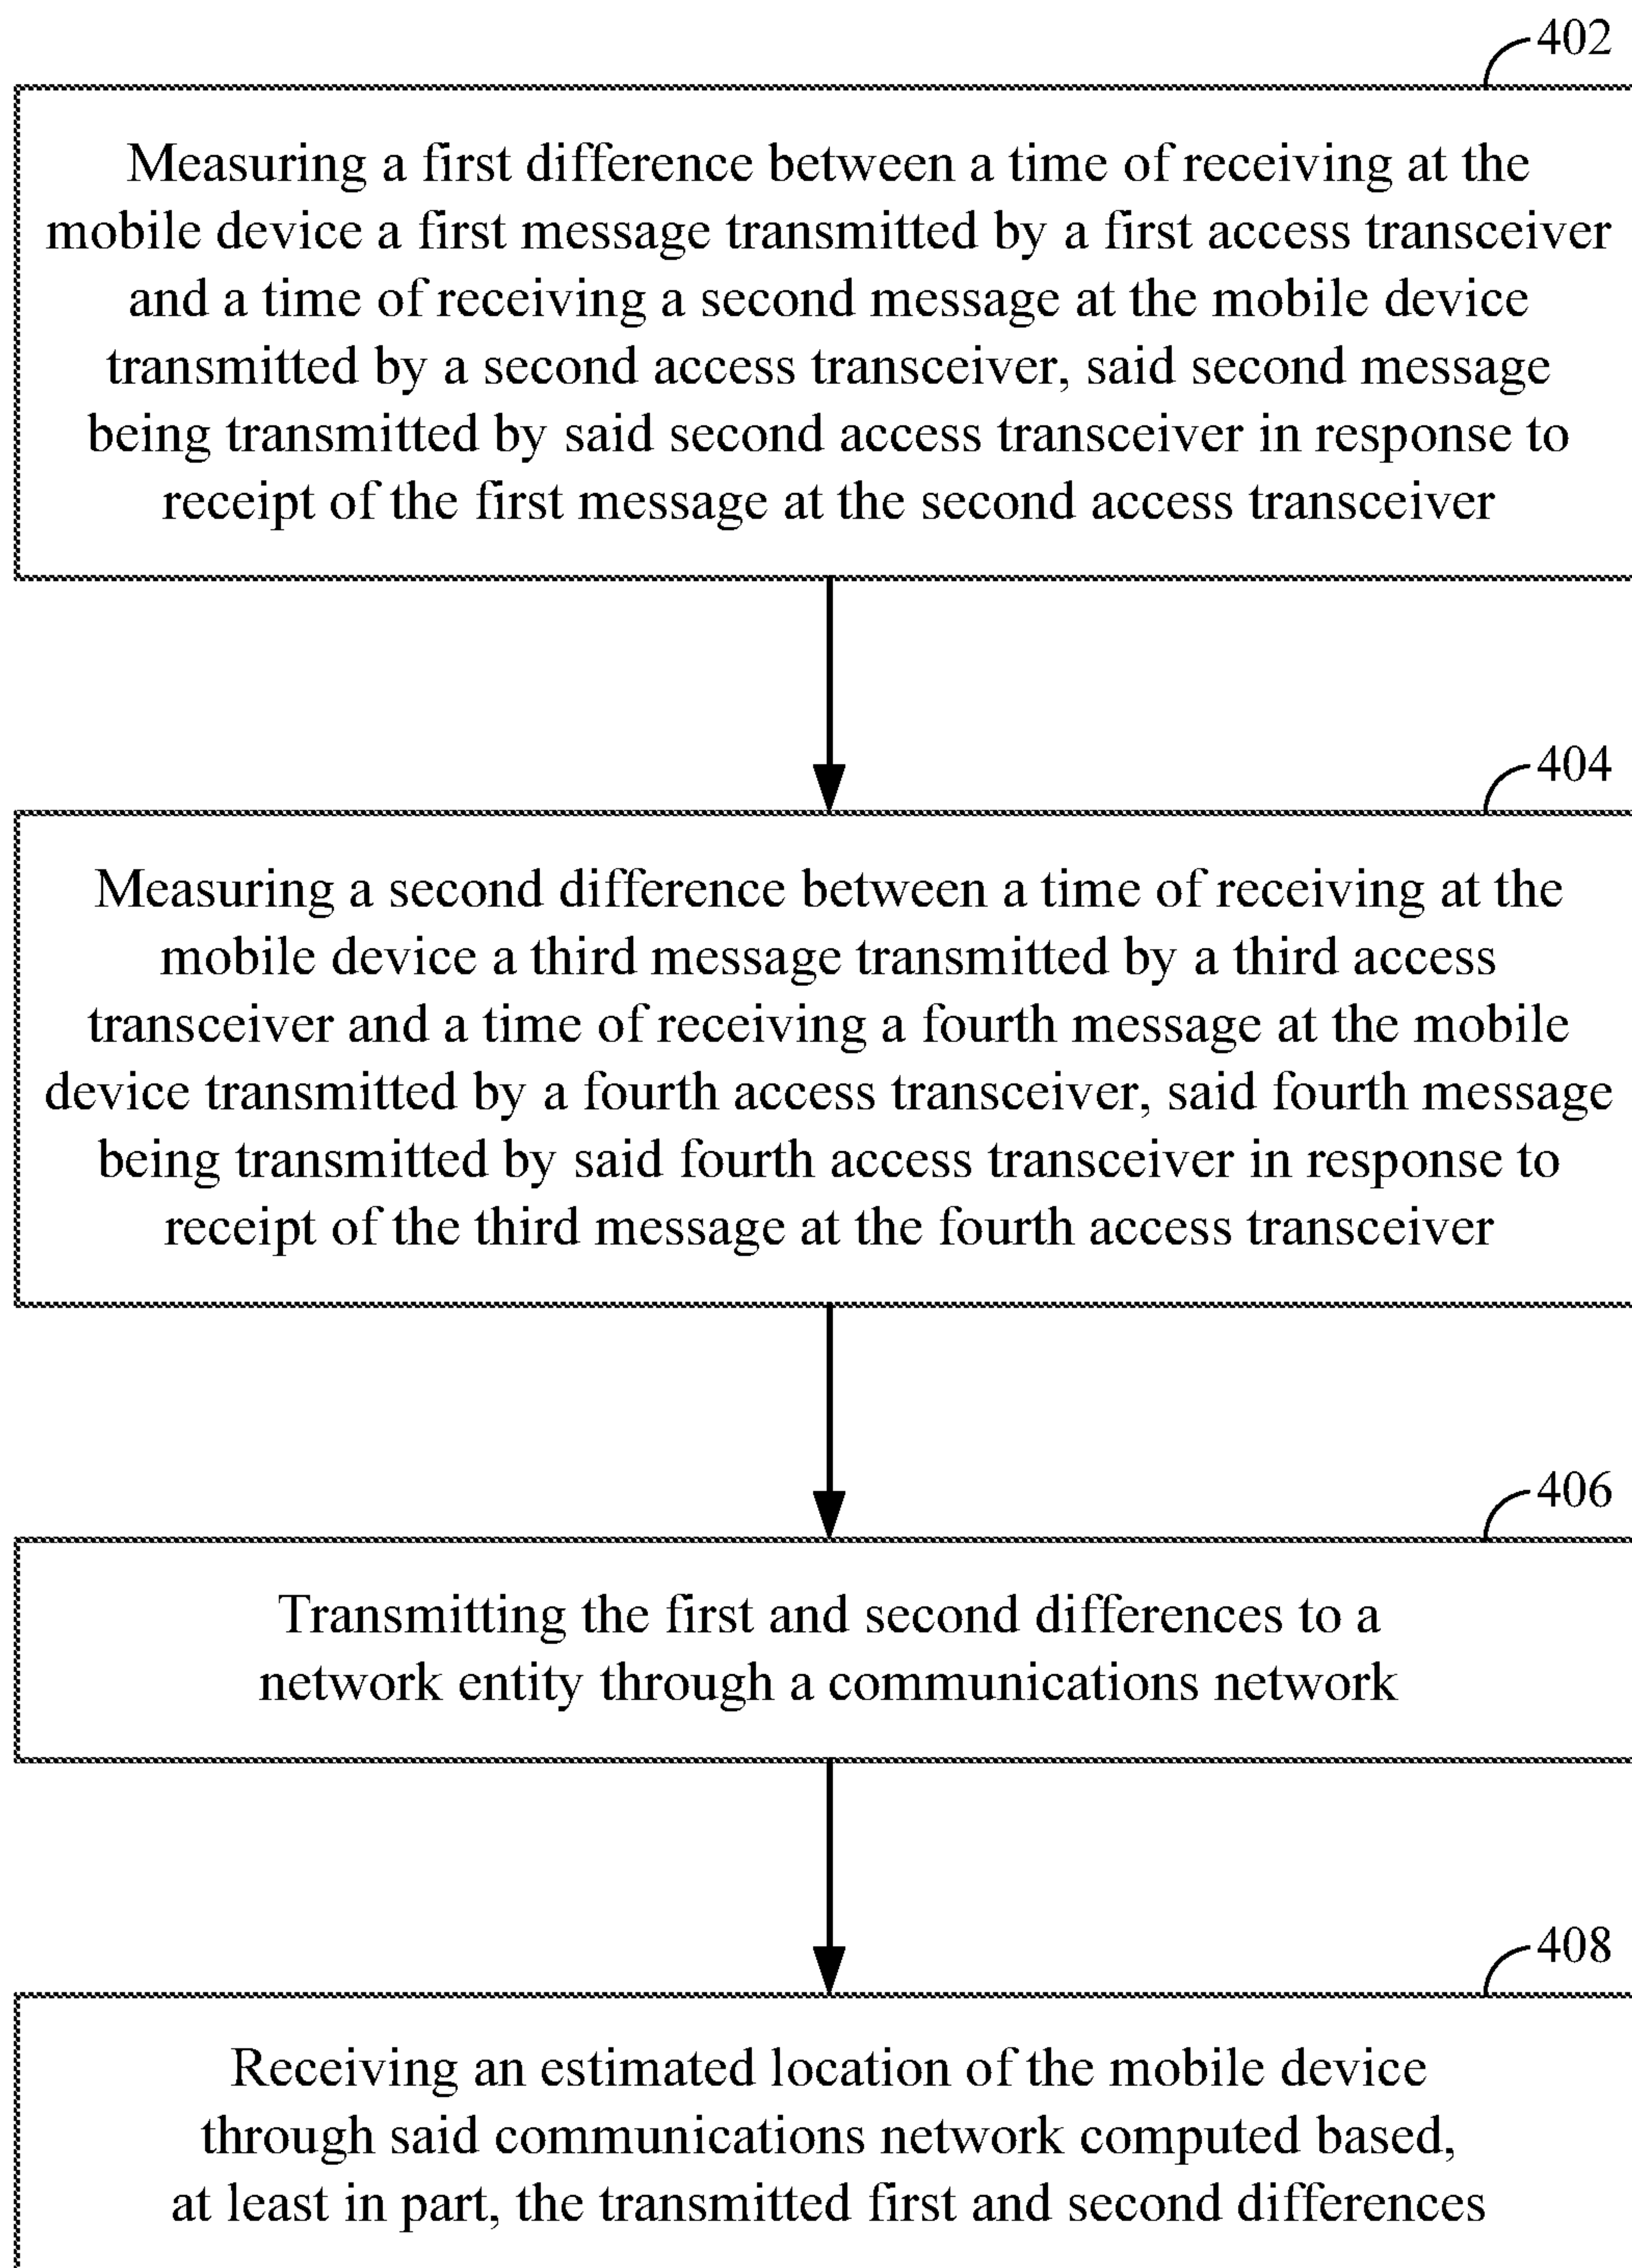 402
Measuring a first difference between a time of receiving at the
mobile device a first message transmitted by a first access transceiver
and a time of receiving a second message at the mobile device
transmitted by a second access transceiver, said second message
being transmitted by said second access transceiver in response to
receipt of the first message at the second access transceiver
404
Measuring a second difference between a time of receiving at the
mobile device a third message transmitted by a third access
transceiver and a time of receiving a fourth message at the mobile
device transmitted by a fourth access transceiver, said fourth message
being transmitted by said fourth access transceiver in response to
receipt of the third message at the fourth access transceiver
406
Transmitting the first and second differences to a
network entity through a communications network
408
Receiving an estimated location of the mobile device
through said communications network computed based,
at least in part, the transmitted first and second differences